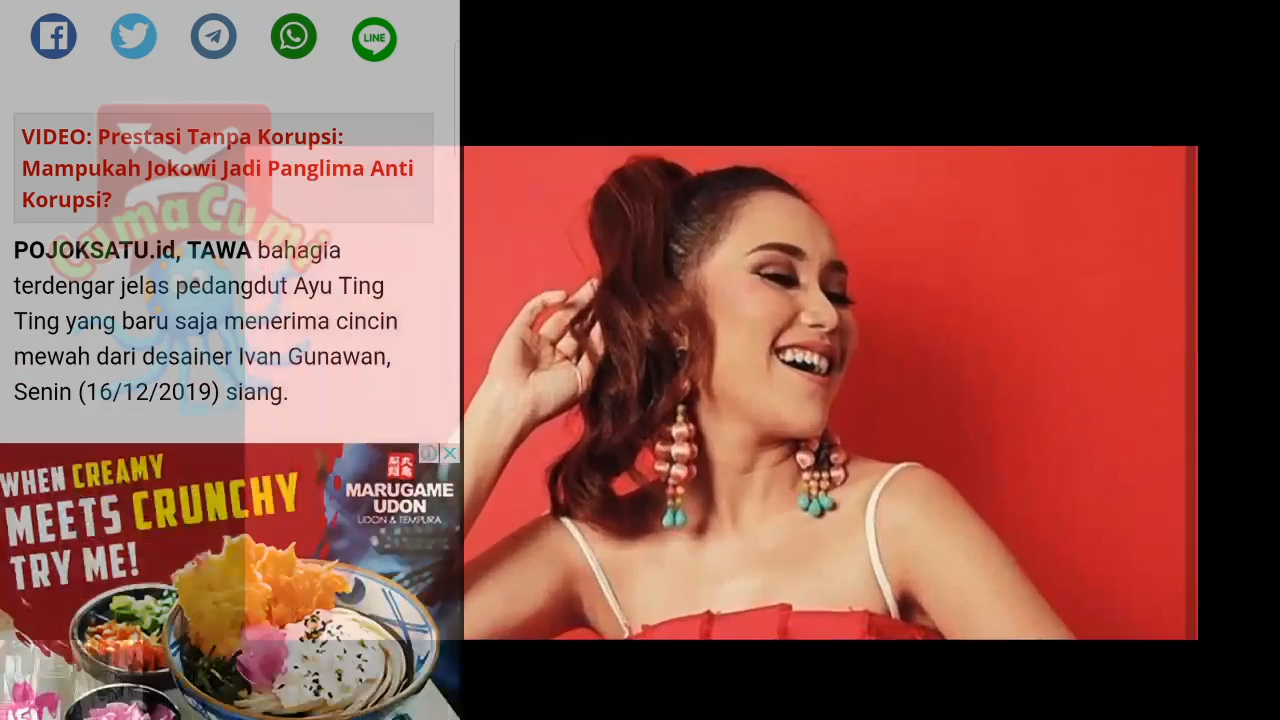 LINE
VIDEO: Prestasi Tanpa Korupsi:
Mampukah Jokowi Jadi Panglima Anti
Korupsi?
CumaCumi
POJOKSATU.id, TAWA bahagia
terdengar jelas pedangdut Ayu Ting
Ting yang baru saja menerima cincin
mewah dari desainer Ivan Gunawan,
Senin (16/12/2019) siang.
WHEN CREAMY
MEETS CRUNCHY
TRY ME!
MARUGAME
UDON
UDON & TEMPURA